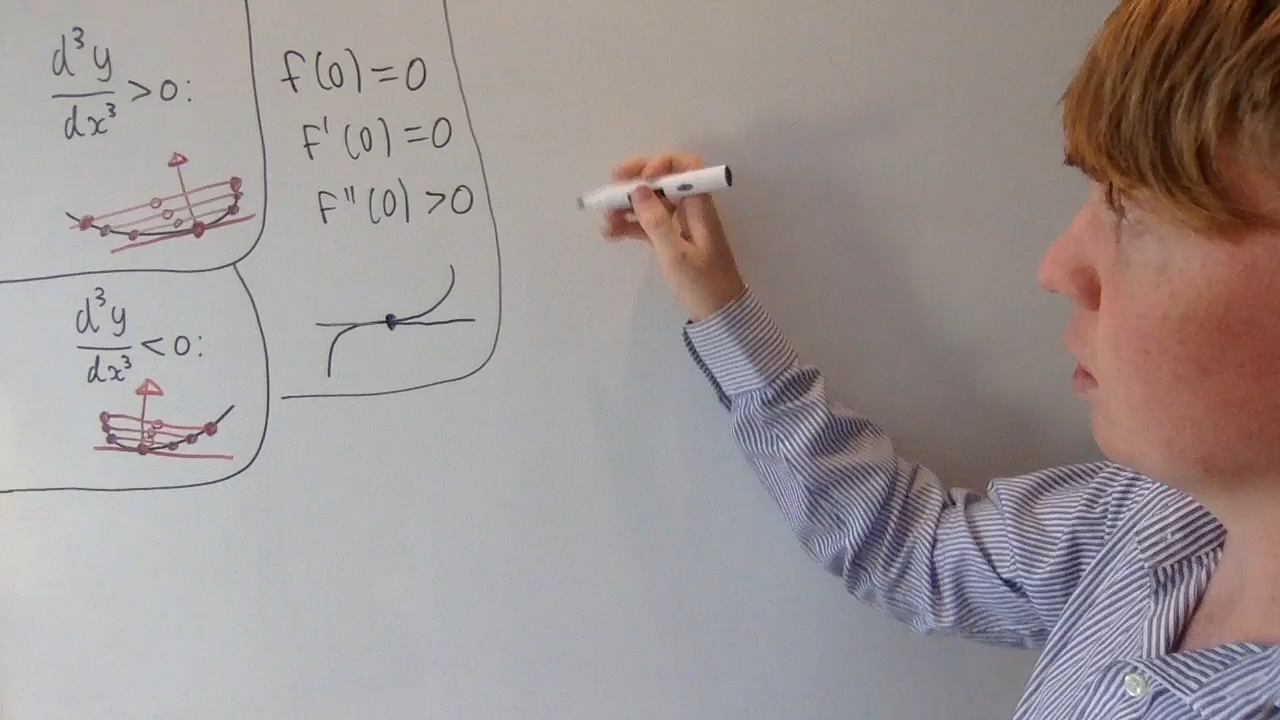 d³y/dx³ > 0:
d³y/dx³ < 0:
f(0) = 0
f'(0) = 0
f''(0) > 0